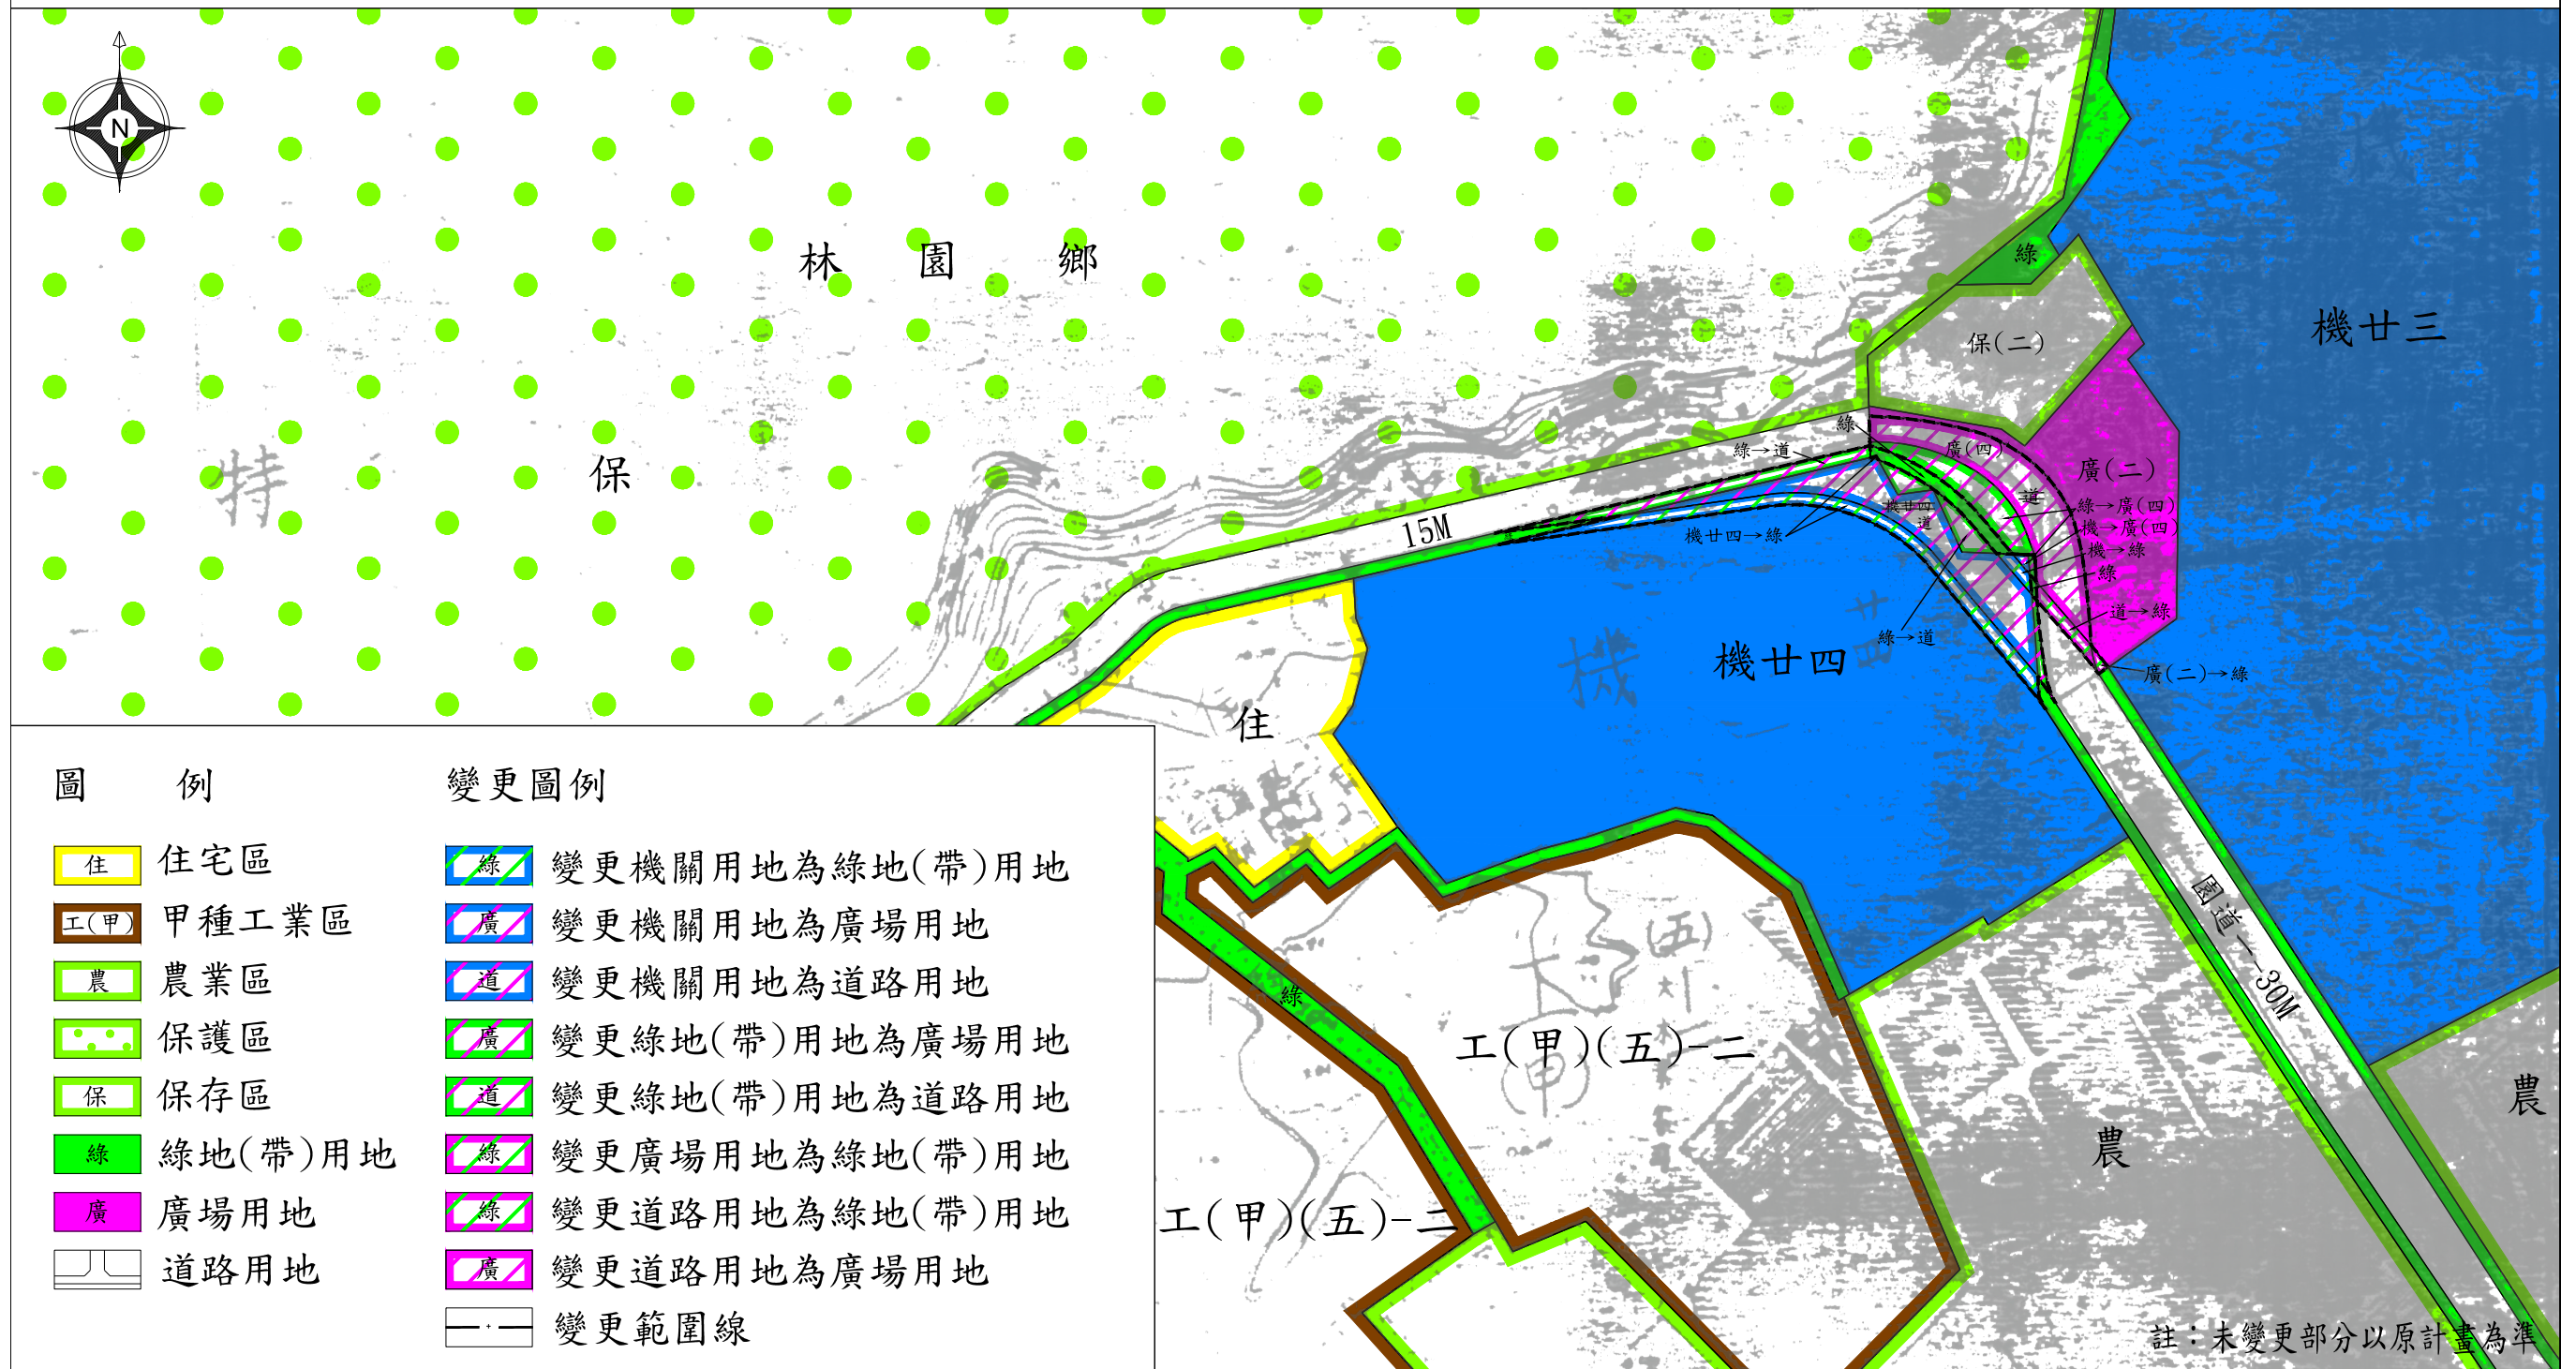 N
林園鄉
特
保
綠
保(二)
機廿三
綠
綠→道
廣(四)
廣(二)
道
綠→廣(四)
機廿四
道
機→廣(四)
機廿四→綠
機→綠
綠
15M
道→綠
綠→道
機廿四
機
廣(二)→綠
住
園道一-30M
(五)
綠
工(甲)(五)-二
甲
農
農
工(甲)(五)-二
圖例
住 住宅區
工(甲) 甲種工業區
農 農業區
保護區
保 保存區
綠 綠地(帶)用地
廣 廣場用地
道路用地
變更圖例
綠 變更機關用地為綠地(帶)用地
廣 變更機關用地為廣場用地
道 變更機關用地為道路用地
廣 變更綠地(帶)用地為廣場用地
道 變更綠地(帶)用地為道路用地
綠 變更廣場用地為綠地(帶)用地
綠 變更道路用地為綠地(帶)用地
廣 變更道路用地為廣場用地
變更範圍線
註：未變更部分以原計畫為準